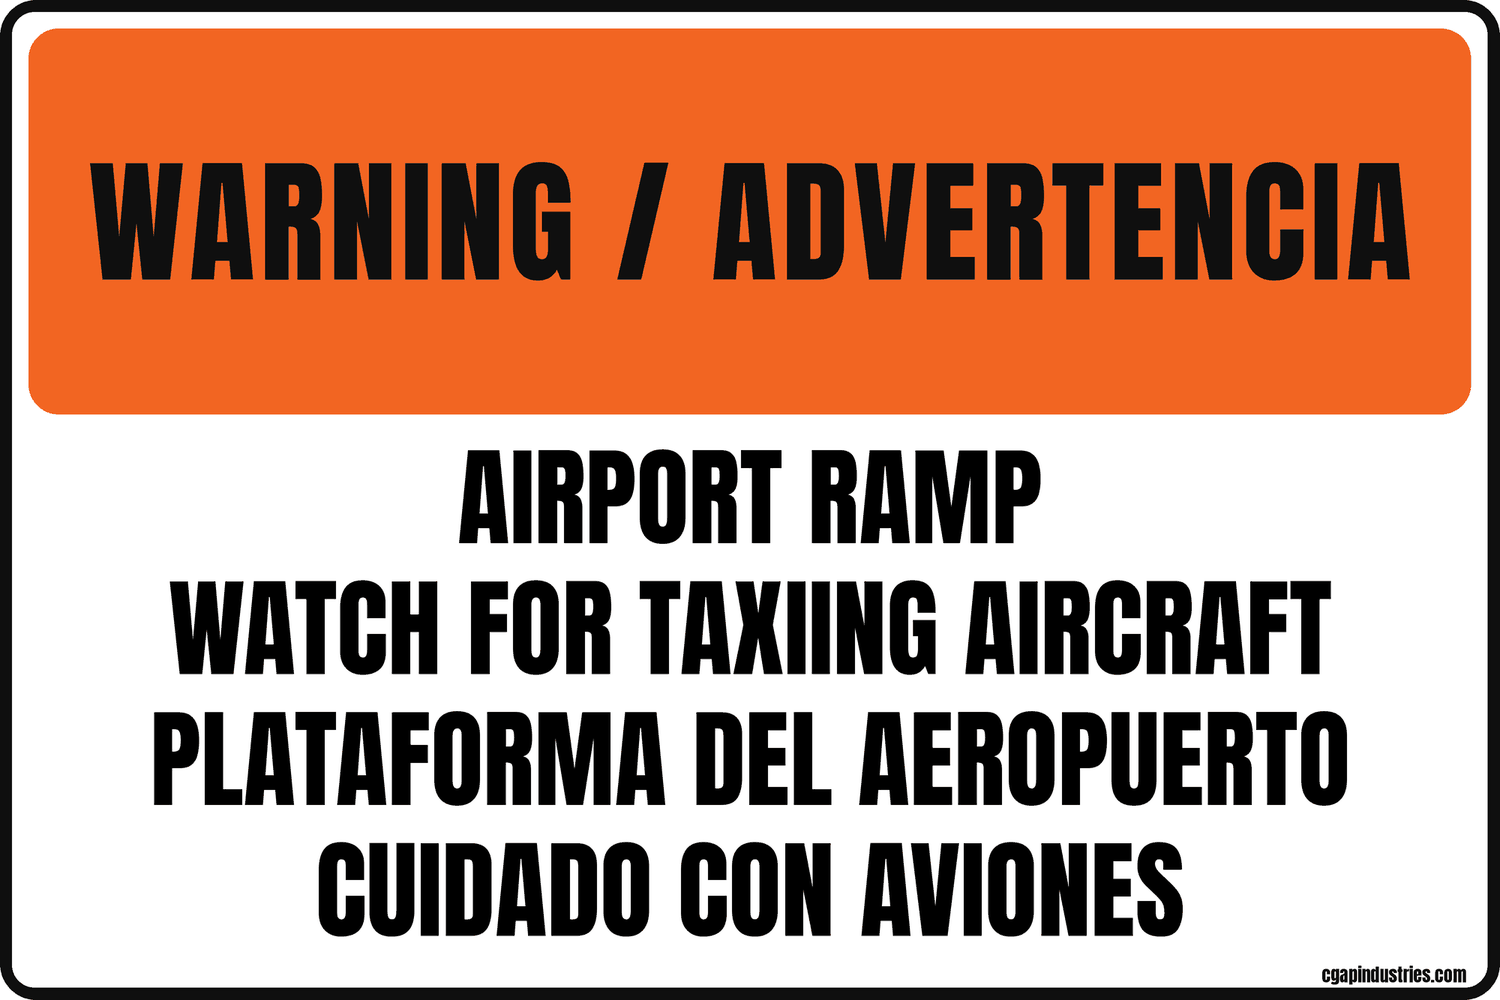 WARNING / ADVERTENCIA
AIRPORT RAMP
WATCH FOR TAXIING AIRCRAFT
PLATAFORMA DEL AEROPUERTO
CUIDADO CON AVIONES
cgapindustries.com